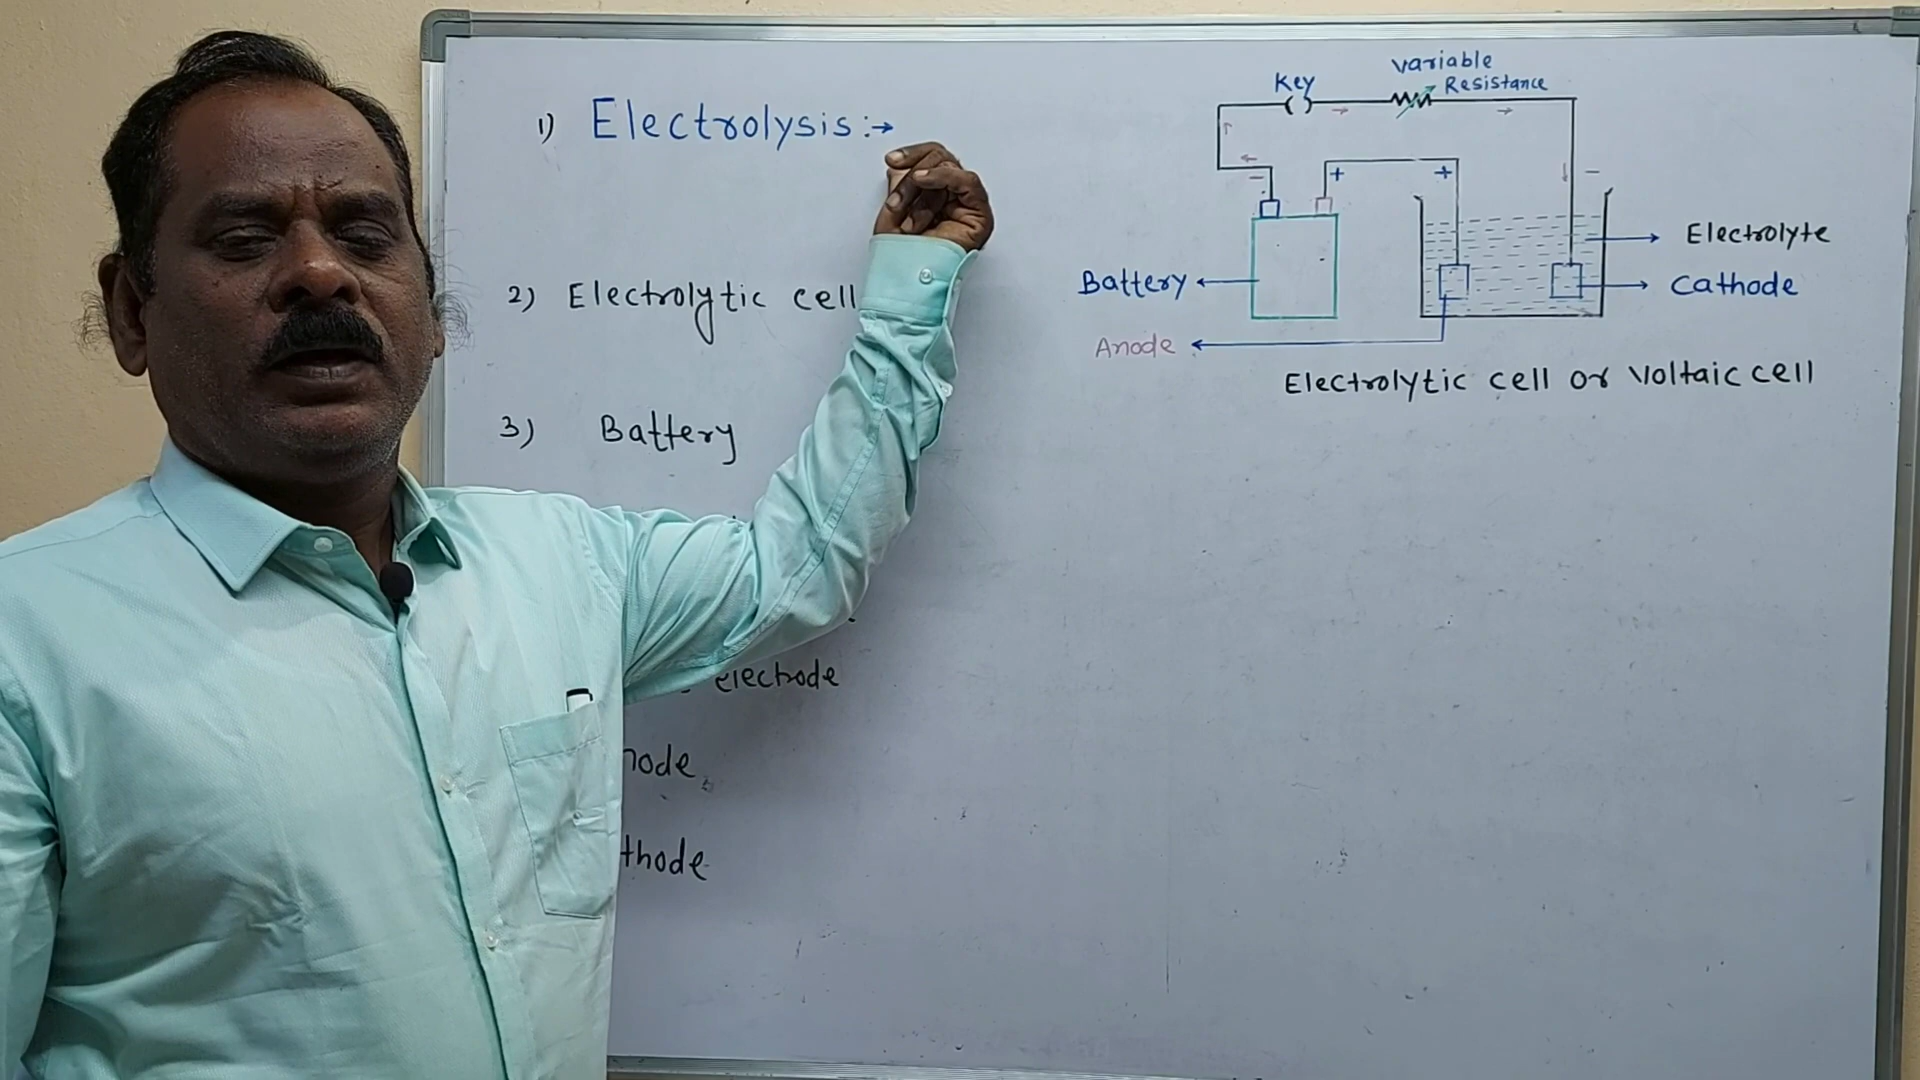 1) Electrolysis :→
2) Electrolytic cell
3) Battery
electrode
node
thode
Key
variable
Resistance
−
+
+
−
Electrolyte
Battery
Cathode
Anode
Electrolytic cell or Voltaic cell